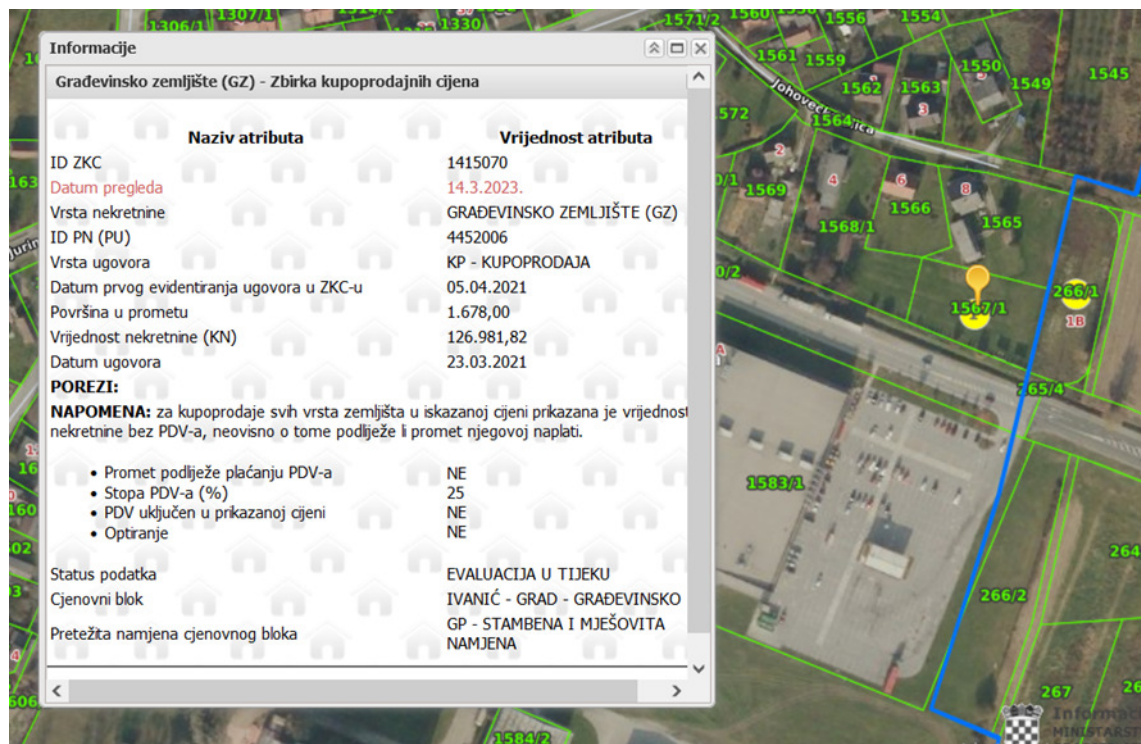 Informacije
Građevinsko zemljište (GZ) - Zbirka kupoprodajnih cijena
Naziv atributa Vrijednost atributa
ID ZKC 1415070
Datum pregleda 14.3.2023.
Vrsta nekretnine GRAĐEVINSKO ZEMLJIŠTE (GZ)
ID PN (PU) 4452006
Vrsta ugovora KP - KUPOPRODAJA
Datum prvog evidentiranja ugovora u ZKC-u 05.04.2021
Površina u prometu 1.678,00
Vrijednost nekretnine (KN) 126.981,82
Datum ugovora 23.03.2021
POREZI:
NAPOMENA: za kupoprodaje svih vrsta zemljišta u iskazanoj cijeni prikazana je vrijednost
nekretnine bez PDV-a, neovisno o tome podliježe li promet njegovoj naplati.
• Promet podliježe plaćanju PDV-a NE
• Stopa PDV-a (%) 25
• PDV uključen u prikazanoj cijeni NE
• Optiranje NE
Status podatka EVALUACIJA U TIJEKU
Cjenovni blok IVANIĆ - GRAD - GRAĐEVINSKO
Pretežita namjena cjenovnog bloka GP - STAMBENA I MJEŠOVITA
NAMJENA
1306/1
1307/1
1330
1571/2
1560
1556
1554
1561
1559
1550
1549
1545
1562
1563
3
572
1564
2
4
6
8
1569
1566
1565
1568/1
0/2
1567/1
266/1
1B
265/4
1583/1
264
266/2
267
26
606
1584/2
Informac
MINISTARST